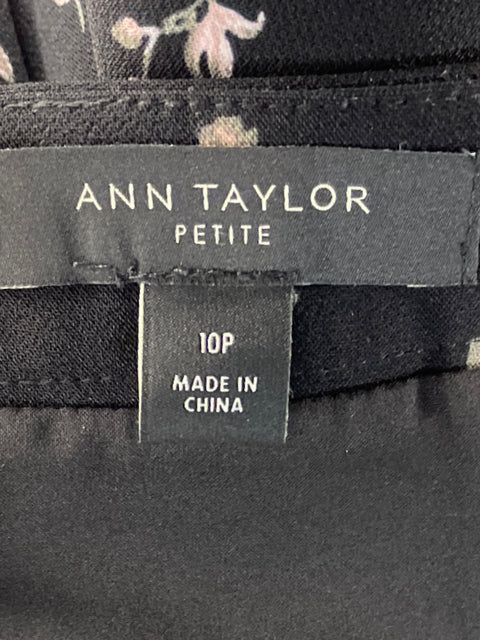 ANN TAYLOR
PETITE
10P
MADE IN
CHINA